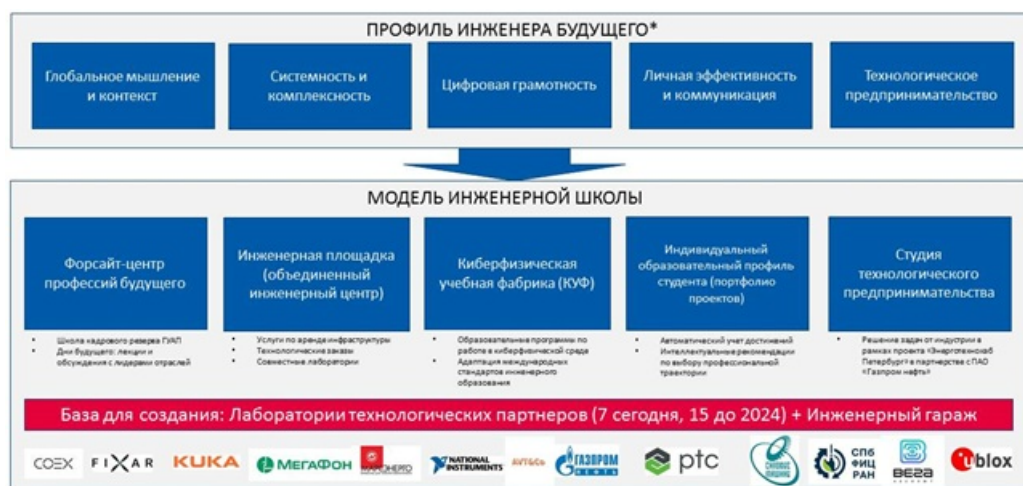 ПРОФИЛЬ ИНЖЕНЕРА БУДУЩЕГО*
Глобальное мышление
и контекст
Системность и
комплексность
Цифровая грамотность
Личная эффективность
и коммуникация
Технологическое
предпринимательство
МОДЕЛЬ ИНЖЕНЕРНОЙ ШКОЛЫ
Форсайт-центр
профессий будущего
Инженерная площадка
(объединенный
инженерный центр)
Киберфизическая
учебная фабрика (КУФ)
Индивидуальный
образовательный профиль
студента (портфолио
проектов)
Студия
технологического
предпринимательства
• Школа кадрового резерва ГУАП
• Дни будущего: лекции и
обсуждения с лидерами отраслей
• Услуги по аренде инфраструктуры
• Технологические заказы
• Совместные лаборатории
• Образовательные программы по
работе в киберфизической среде
• Адаптация международных
стандартов инженерного
образования
• Автоматический учет достижений
• Интеллектуальные рекомендации
по выбору профессиональной
траектории
• Решение задач от индустрии в
рамках проекта «Энерготехнохаб
Петербург» в партнерстве с ПАО
«Газпром нефть»
База для создания: Лаборатории технологических партнеров (7 сегодня, 15 до 2024) + Инженерный гараж
COEX
FIXAR
KUKA
МЕГАФОН
NATIONAL
INSTRUMENTS
AVT&Co
ГАЗПРОМ
НЕФТЬ
ptc
СПб
ФИЦ
РАН
ВЕГА
ublox